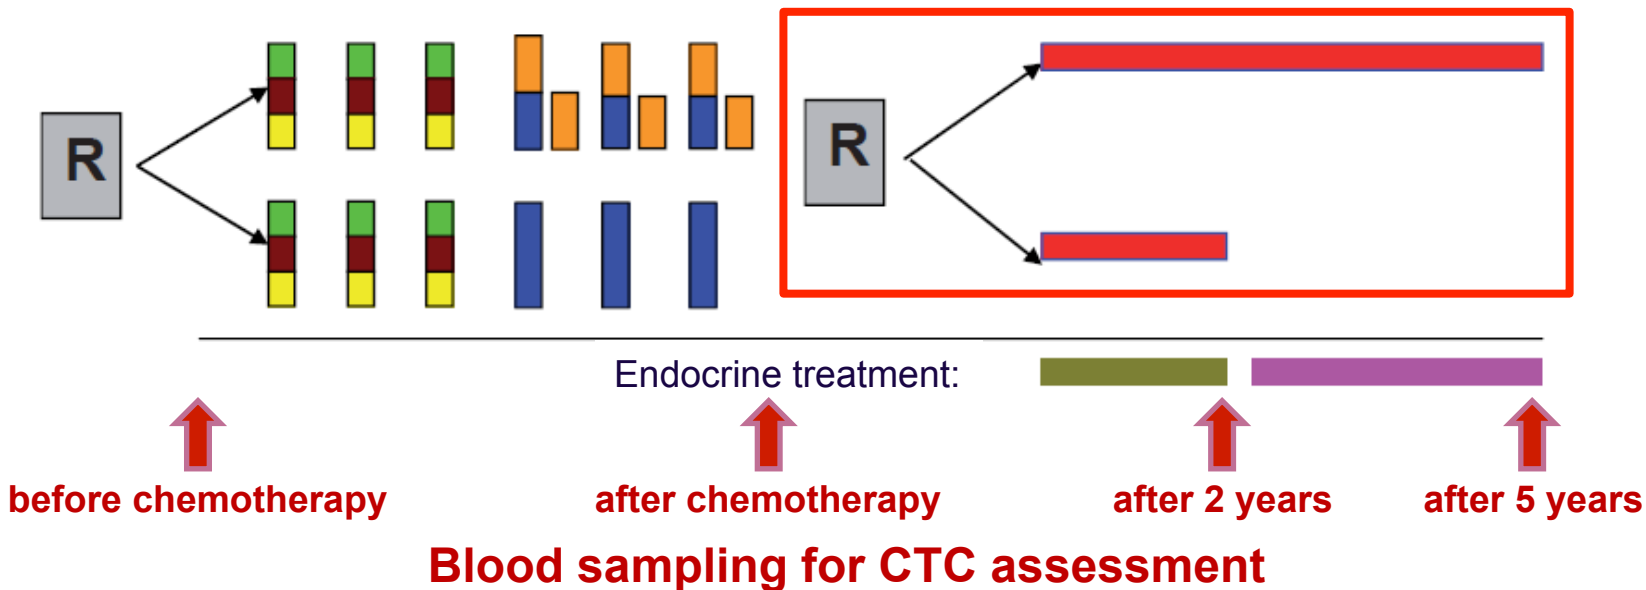 R
R
Endocrine treatment:
before chemotherapy
after chemotherapy
after 2 years
after 5 years
Blood sampling for CTC assessment